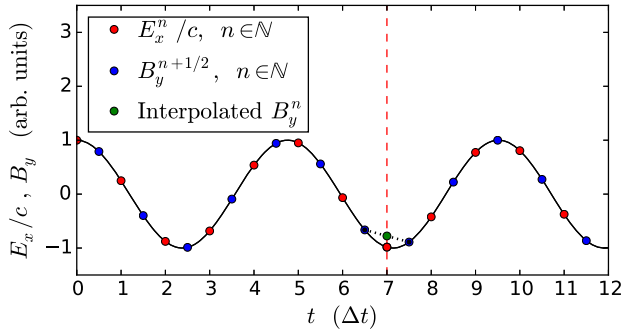 E_x^n /c, n∈ℕ
B_y^{n+1/2}, n∈ℕ
Interpolated B_y^n
E_x /c , B_y (arb. units)
3
2
1
0
−1
0 1 2 3 4 5 6 7 8 9 10 11 12
t (Δt)